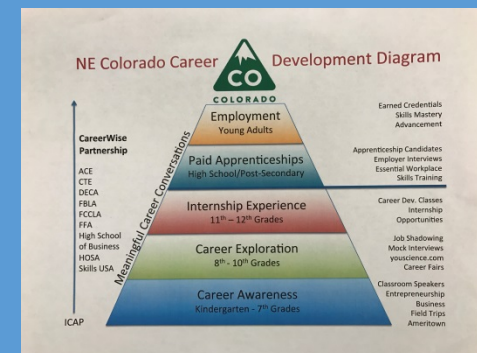 NE Colorado Career Development Diagram
CO
COLORADO
Employment
Young Adults
Earned Credentials
Skills Mastery
Advancement
CareerWise
Partnership
Paid Apprenticeships
High School/Post-Secondary
Apprenticeship Candidates
Employer Interviews
Essential Workplace
Skills Training
ACE
CTE
DECA
FBLA
FCCLA
FFA
High School
of Business
HOSA
Skills USA
Meaningful Career Conversations
Internship Experience
11th – 12th Grades
Career Dev. Classes
Internship
Opportunities
Career Exploration
8th - 10th Grades
Job Shadowing
Mock Interviews
youscience.com
Career Fairs
Career Awareness
Kindergarten - 7th Grades
Classroom Speakers
Entrepreneurship
Business
Field Trips
Ameritown
ICAP